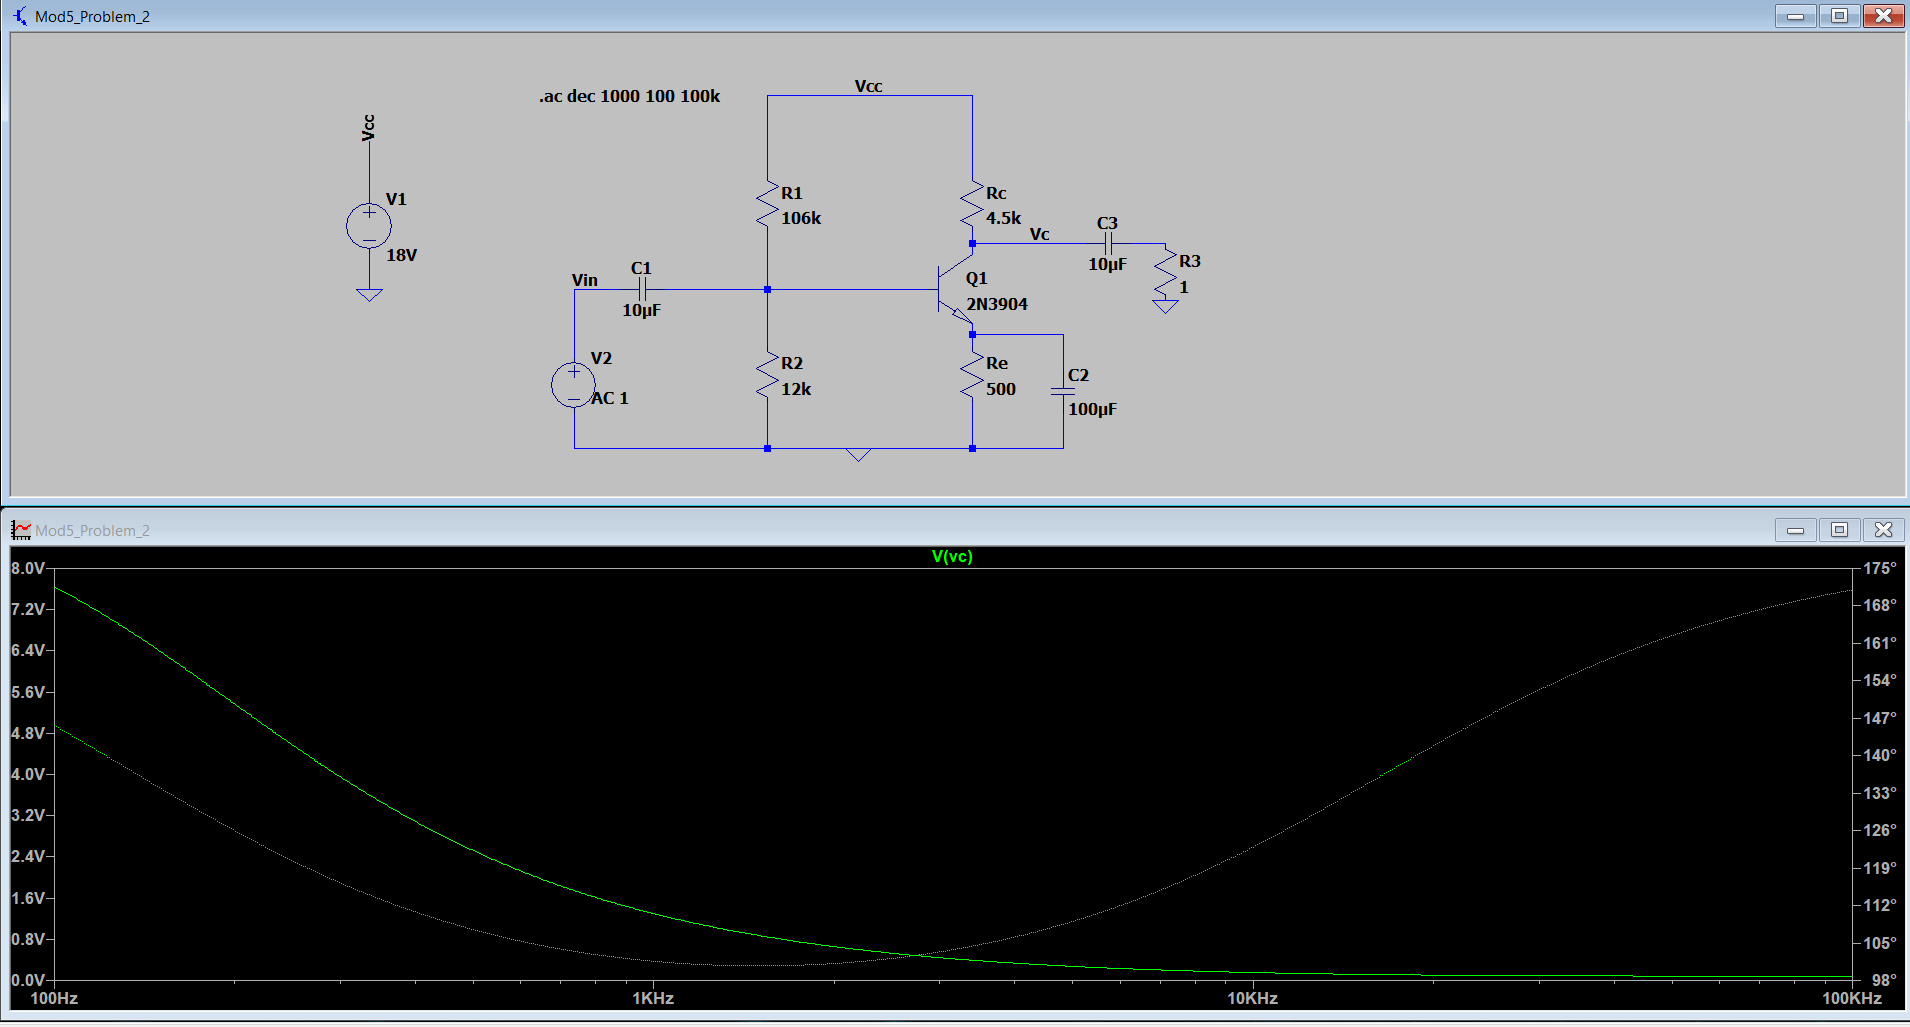 Mod5_Problem_2
.ac dec 1000 100 100k
Vcc
Vcc
V1
18V
R1
106k
Rc
4.5k
Vc
C3
10µF
R3
1
Vin
C1
10µF
Q1
2N3904
V2
AC 1
R2
12k
Re
500
C2
100µF
Mod5_Problem_2
V(vc)
8.0V
7.2V
6.4V
5.6V
4.8V
4.0V
3.2V
2.4V
1.6V
0.8V
0.0V
175°
168°
161°
154°
147°
140°
133°
126°
119°
112°
105°
98°
100Hz 1KHz 10KHz 100KHz